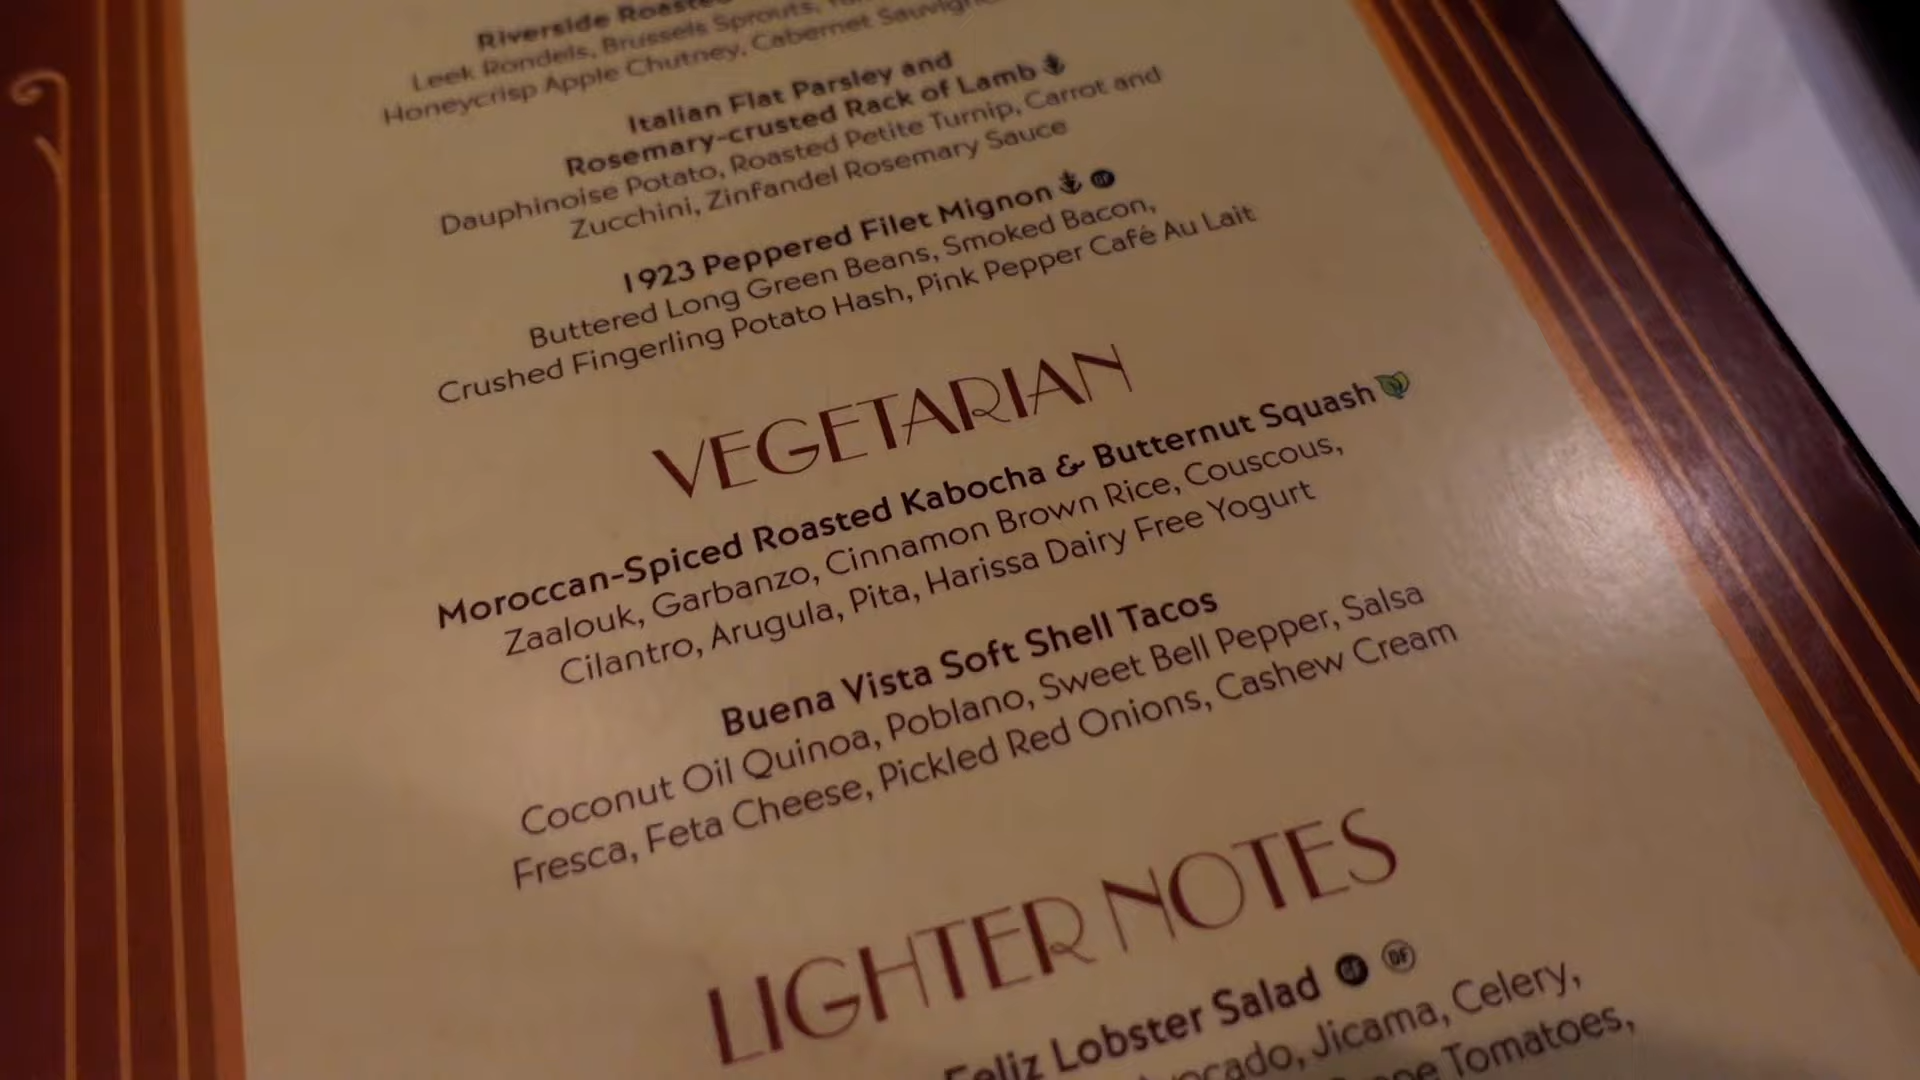 Riverside Roasted
Leek Rondels, Brussels Sprouts,
Honeycrisp Apple Chutney, Cabernet
Italian Flat Parsley and
Rosemary-crusted Rack of Lamb
Dauphinoise Potato, Roasted Petite Turnip, Carrot and
Zucchini, Zinfandel Rosemary Sauce
1923 Peppered Filet Mignon GF
Buttered Long Green Beans, Smoked Bacon,
Crushed Fingerling Potato Hash, Pink Pepper Café Au Lait
VEGETARIAN
Moroccan-Spiced Roasted Kabocha & Butternut Squash
Zaalouk, Garbanzo, Cinnamon Brown Rice, Couscous,
Cilantro, Arugula, Pita, Harissa Dairy Free Yogurt
Buena Vista Soft Shell Tacos
Coconut Oil Quinoa, Poblano, Sweet Bell Pepper, Salsa
Fresca, Feta Cheese, Pickled Red Onions, Cashew Cream
LIGHTER NOTES
Feliz Lobster Salad GF DF
Jicama, Celery,
Tomatoes,